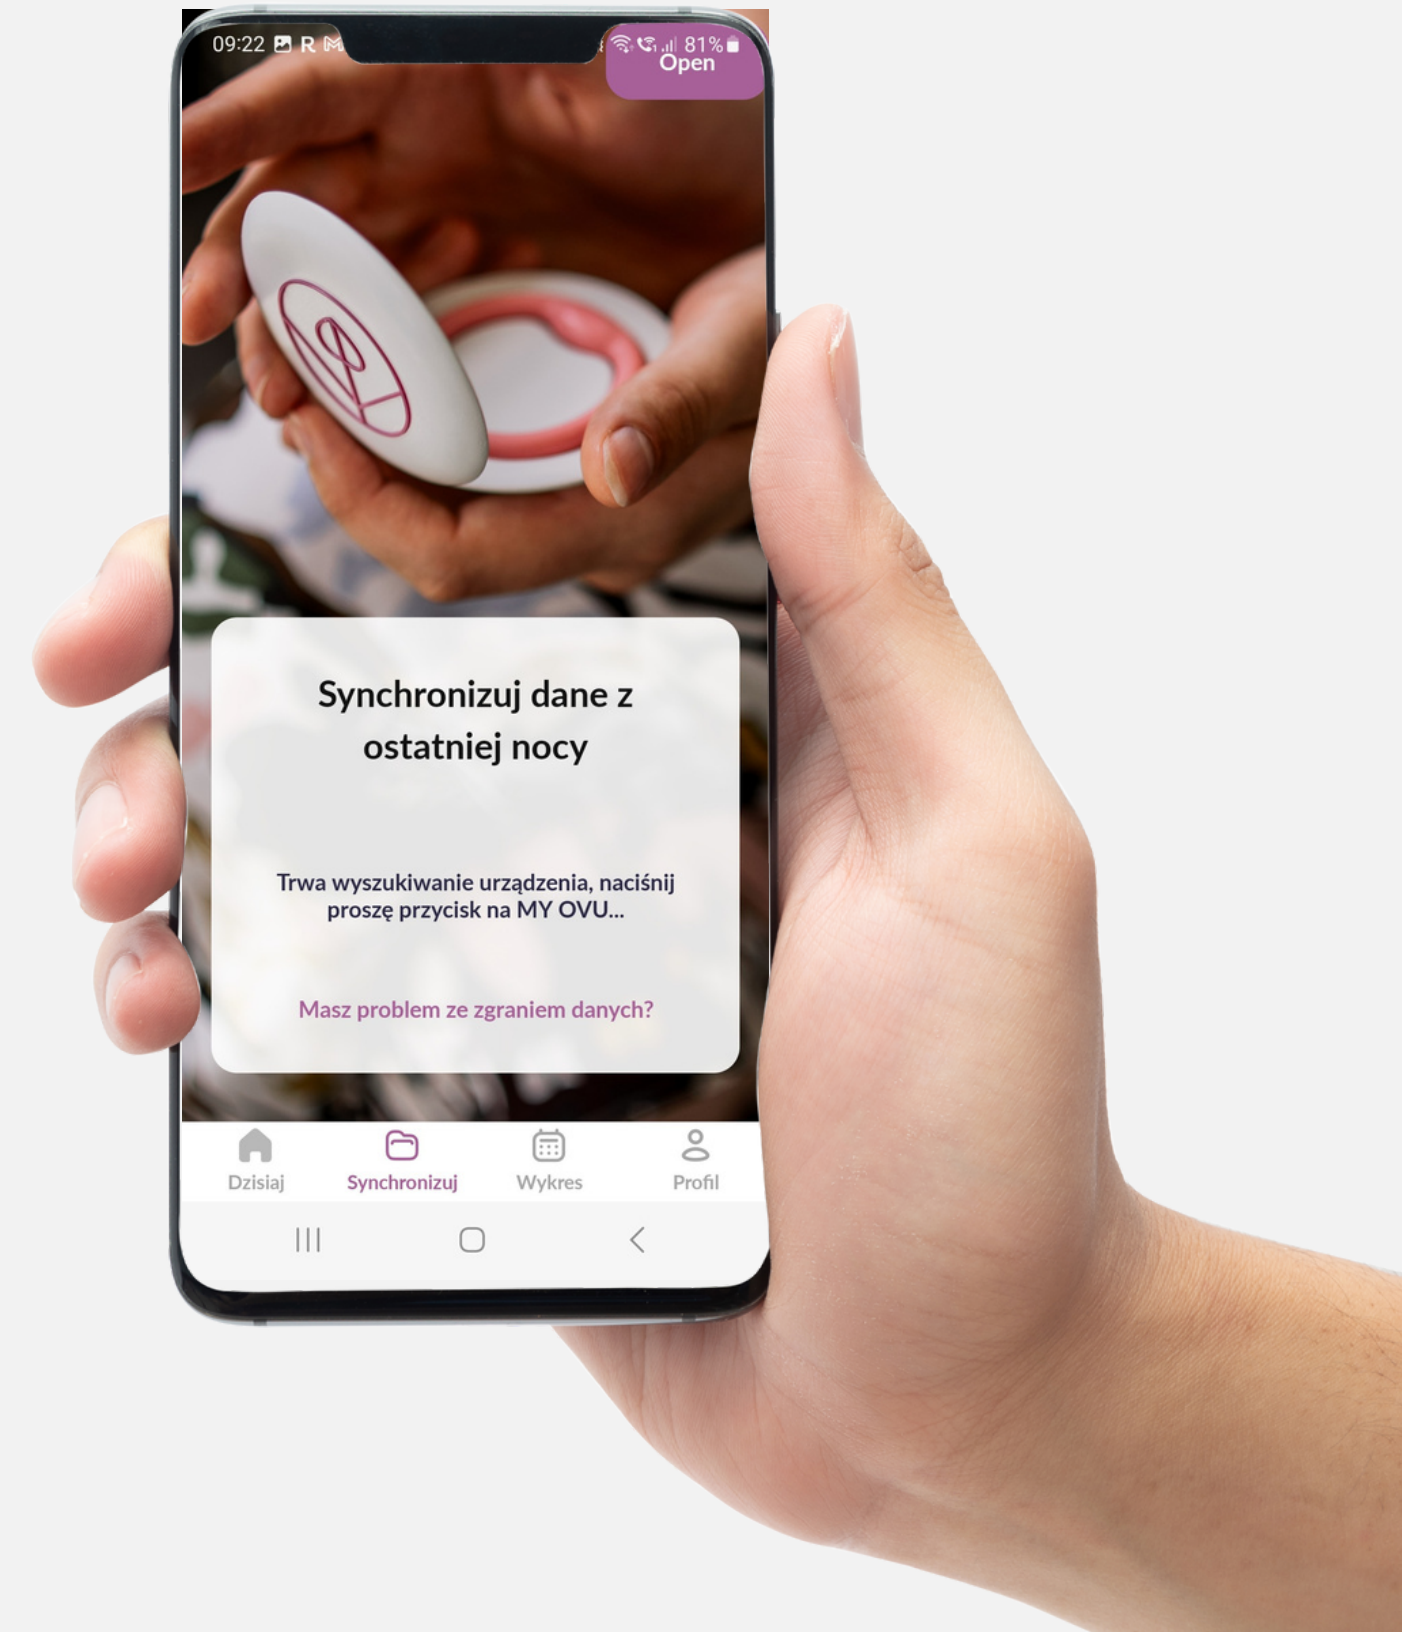 09:22 R M 81%
Open
Synchronizuj dane z
ostatniej nocy
Trwa wyszukiwanie urządzenia, naciśnij
proszę przycisk na MY OVU...
Masz problem ze zgraniem danych?
Dzisiaj Synchronizuj Wykres Profil